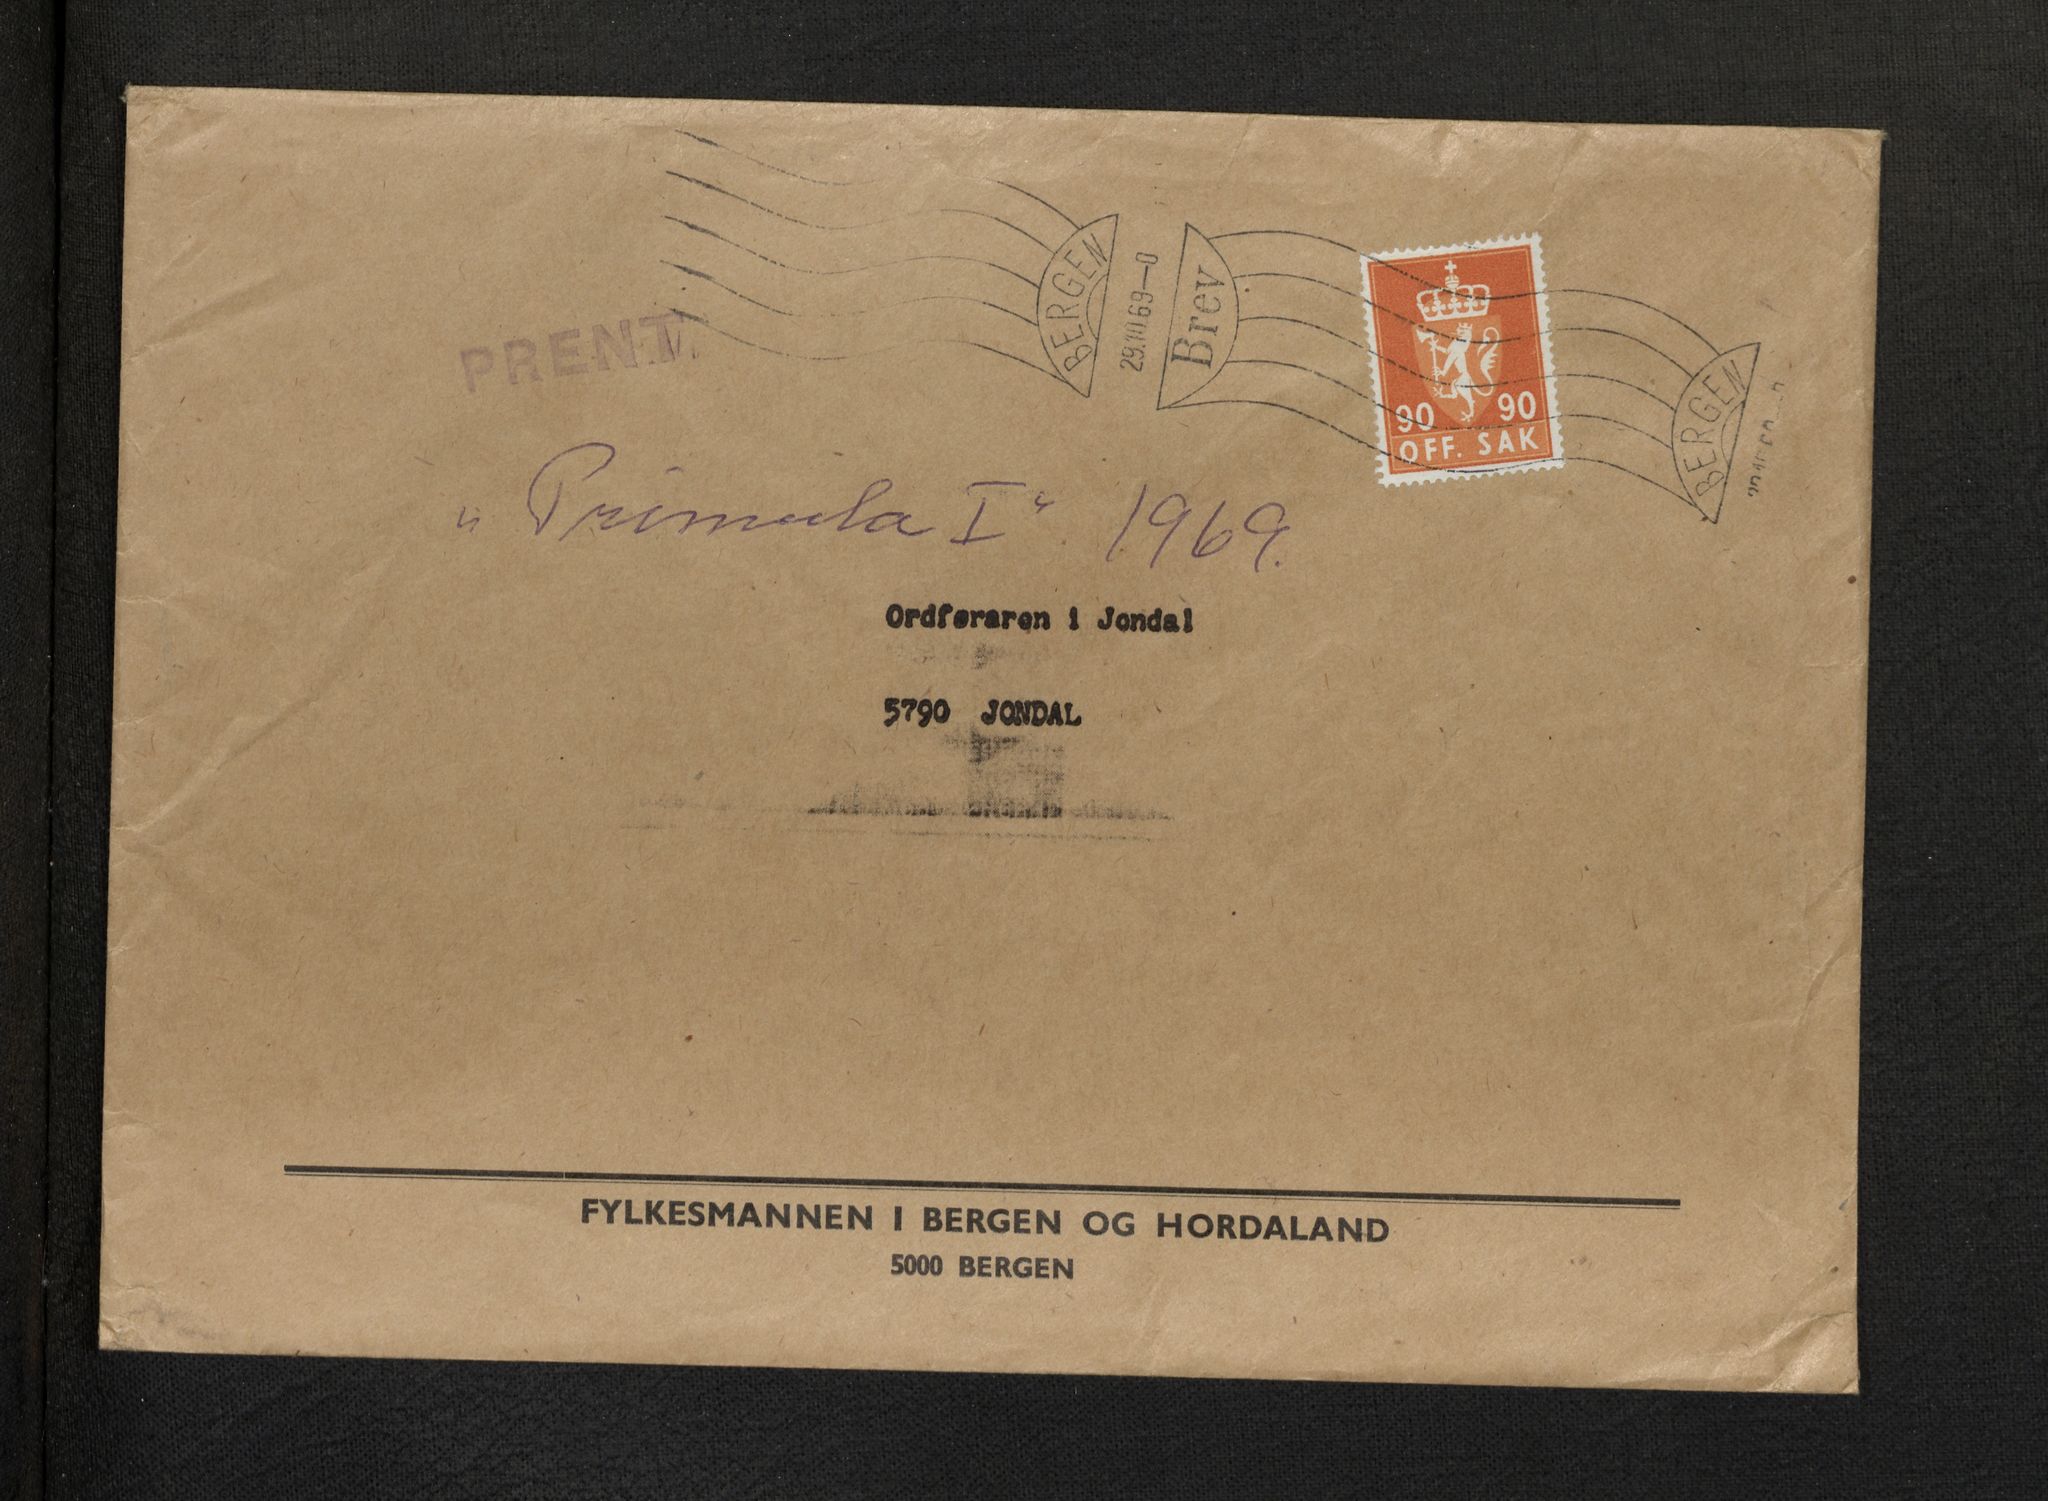 BERGEN
29.10.69—0
Brev
90 90
OFF. SAK
BERGEN
PRENT.
„Primula I“ 1969.
Ordføraren i Jondal
5790 JONDAL
FYLKESMANNEN I BERGEN OG HORDALAND
5000 BERGEN